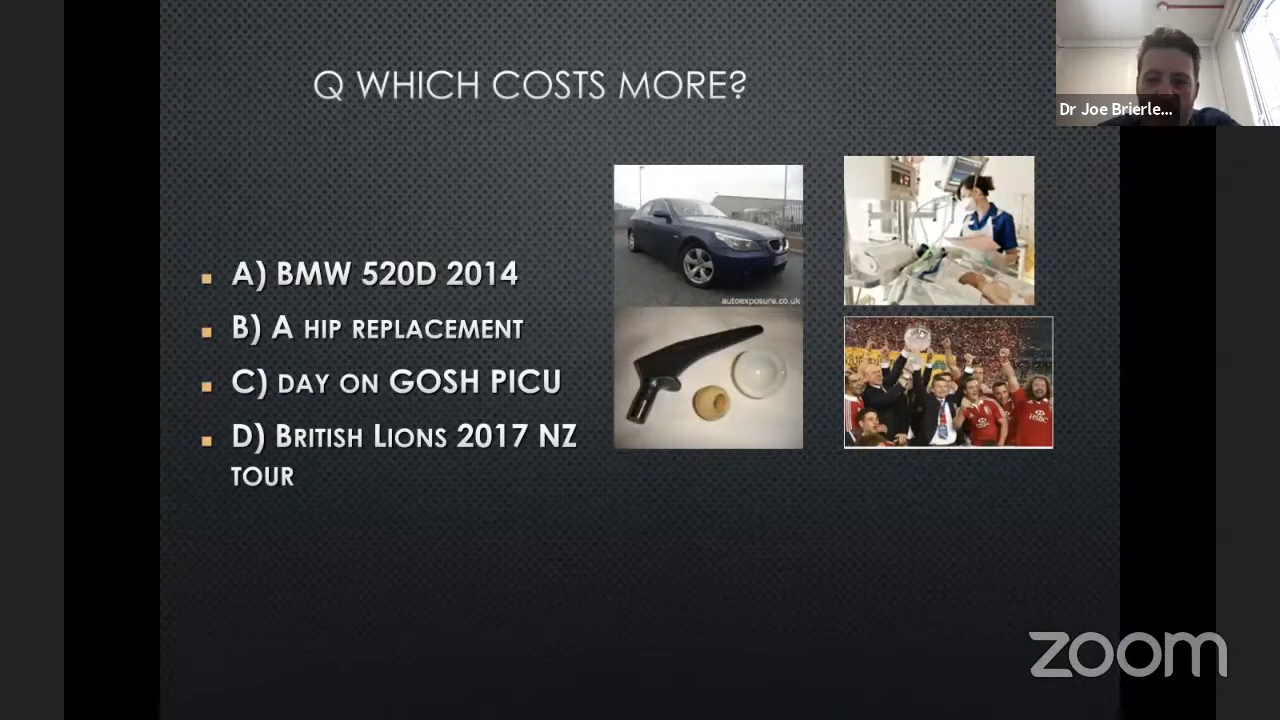 Q WHICH COSTS MORE?
Dr Joe Brierle...
A) BMW 520D 2014
B) A HIP REPLACEMENT
C) DAY ON GOSH PICU
D) BRITISH LIONS 2017 NZ
TOUR
autoexposure.co.uk
HSBC
zoom